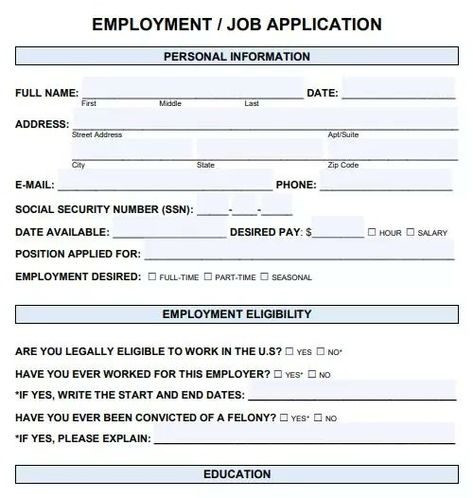 EMPLOYMENT / JOB APPLICATION
PERSONAL INFORMATION
FULL NAME: DATE:
First Middle Last
ADDRESS:
Street Address Apt/Suite
City State Zip Code
E-MAIL: PHONE:
SOCIAL SECURITY NUMBER (SSN): - -
DATE AVAILABLE: DESIRED PAY: $ ☐ HOUR ☐ SALARY
POSITION APPLIED FOR:
EMPLOYMENT DESIRED: ☐ FULL-TIME ☐ PART-TIME ☐ SEASONAL
EMPLOYMENT ELIGIBILITY
ARE YOU LEGALLY ELIGIBLE TO WORK IN THE U.S? ☐ YES ☐ NO*
HAVE YOU EVER WORKED FOR THIS EMPLOYER? ☐ YES* ☐ NO
*IF YES, WRITE THE START AND END DATES:
HAVE YOU EVER BEEN CONVICTED OF A FELONY? ☐ YES* ☐ NO
*IF YES, PLEASE EXPLAIN:
EDUCATION